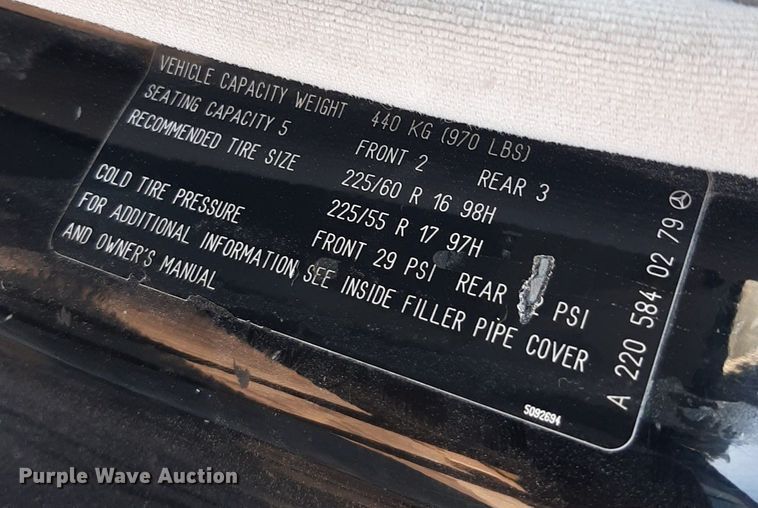 VEHICLE CAPACITY WEIGHT 440 KG (970 LBS)
SEATING CAPACITY 5 FRONT 2 REAR 3
RECOMMENDED TIRE SIZE 225/60 R 16 98H
225/55 R 17 97H
COLD TIRE PRESSURE FRONT 29 PSI REAR PSI
FOR ADDITIONAL INFORMATION SEE INSIDE FILLER PIPE COVER
AND OWNER'S MANUAL
S092694
A 220 584 02 79
Purple Wave Auction